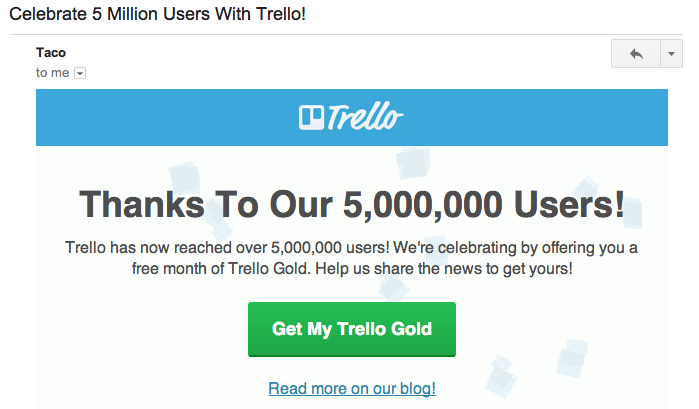 Celebrate 5 Million Users With Trello!
Taco
to me
Trello
Thanks To Our 5,000,000 Users!
Trello has now reached over 5,000,000 users! We're celebrating by offering you a
free month of Trello Gold. Help us share the news to get yours!
Get My Trello Gold
Read more on our blog!